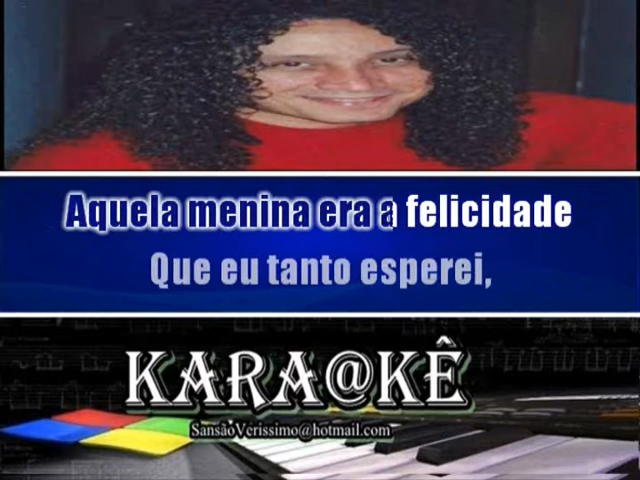 Aquela menina era a felicidade
Que eu tanto esperei,
KARA@KÊ
SansãoVerissimo@hotmail.com